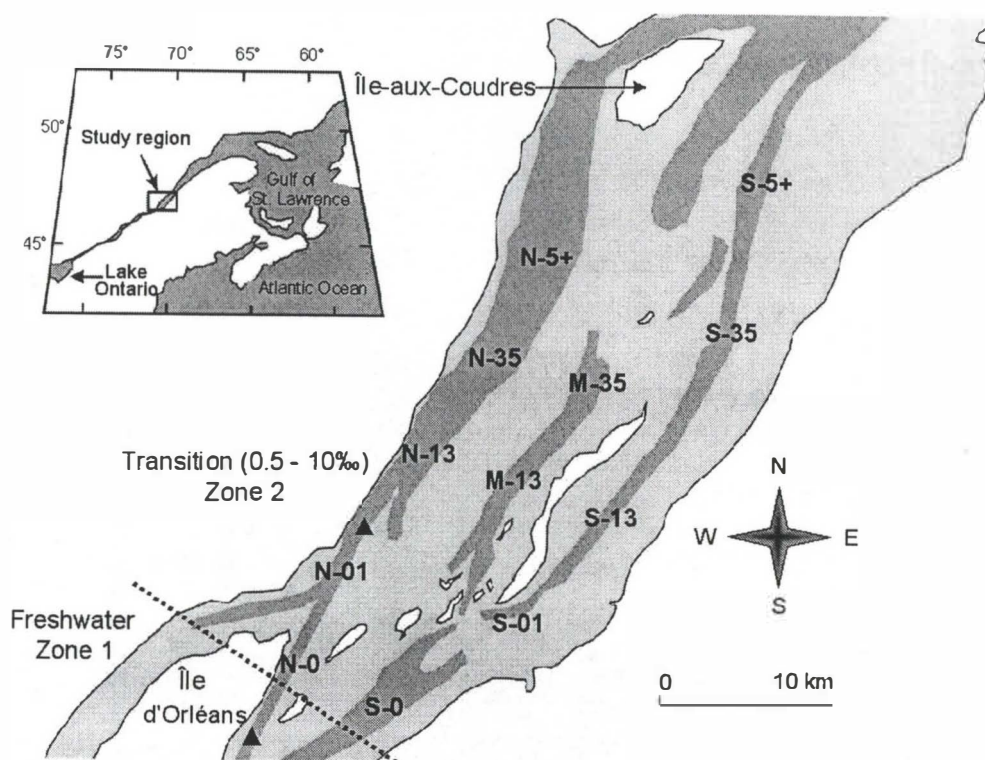 75° 70° 65° 60°
50°
45°
Study region
Gulf of
St. Lawrence
Lake
Ontario
Atlantic Ocean
Île-aux-Coudres
S-5+
N-5+
S-35
N-35
M-35
N-13
Transition (0.5 - 10‰)
Zone 2
M-13
S-13
N-01
S-01
Freshwater
Zone 1
N-0
Île
d'Orléans
S-0
N
W E
S
0 10 km